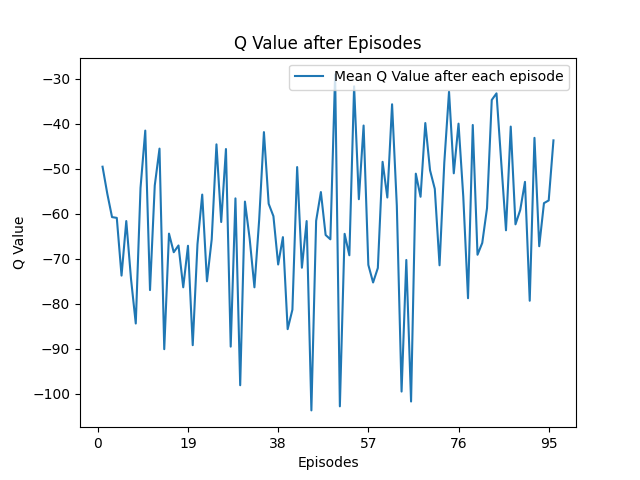 Q Value after Episodes
Mean Q Value after each episode
Q Value
−30
−40
−50
−60
−70
−80
−90
−100
0 19 38 57 76 95
Episodes